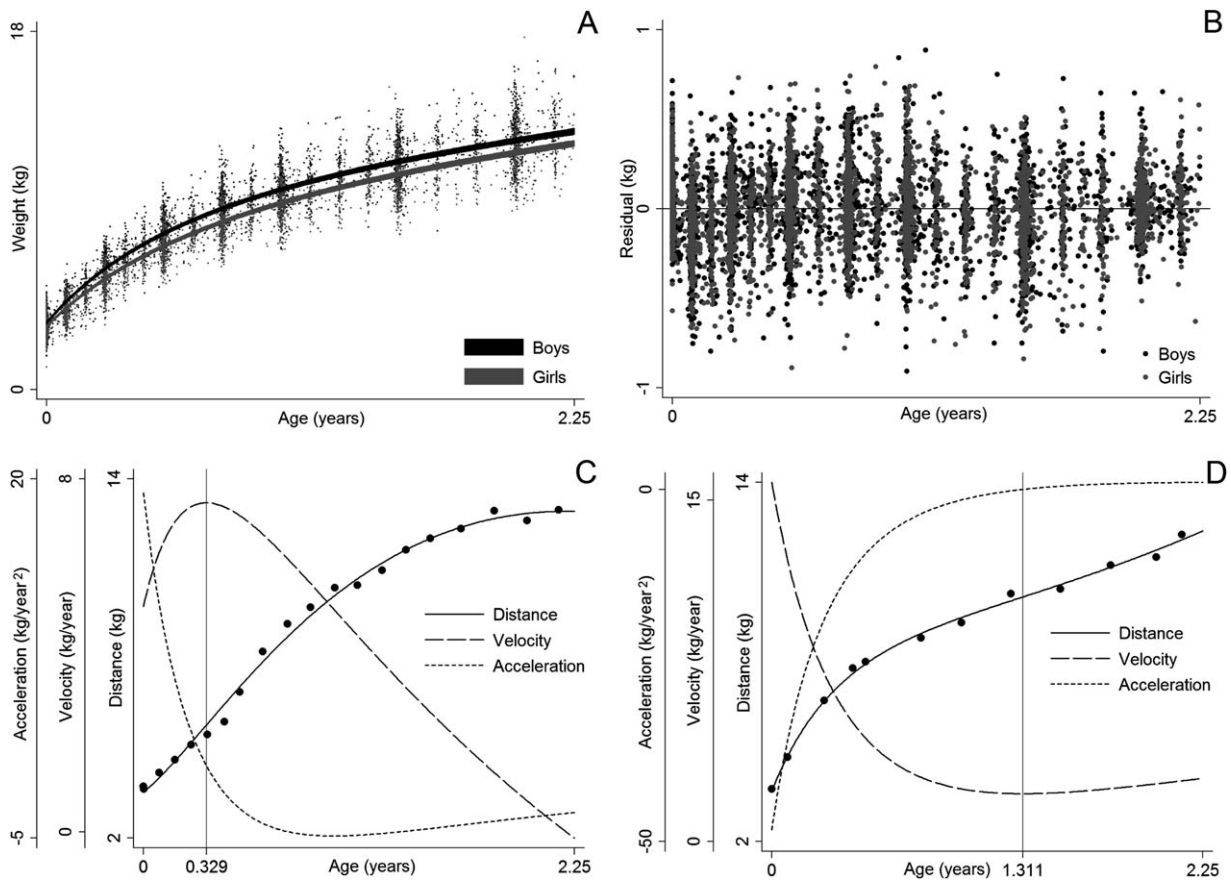 A
18
Weight (kg)
0
Boys
Girls
0
Age (years)
2.25
B
1
Residual (kg)
0
-1
Boys
Girls
0
Age (years)
2.25
C
20
8
14
Acceleration (kg/year²)
Velocity (kg/year)
Distance (kg)
Distance
Velocity
Acceleration
-5
0
2
0
0.329
Age (years)
2.25
D
0
15
14
Acceleration (kg/year²)
Velocity (kg/year)
Distance (kg)
Distance
Velocity
Acceleration
-50
0
2
0
Age (years)
1.311
2.25